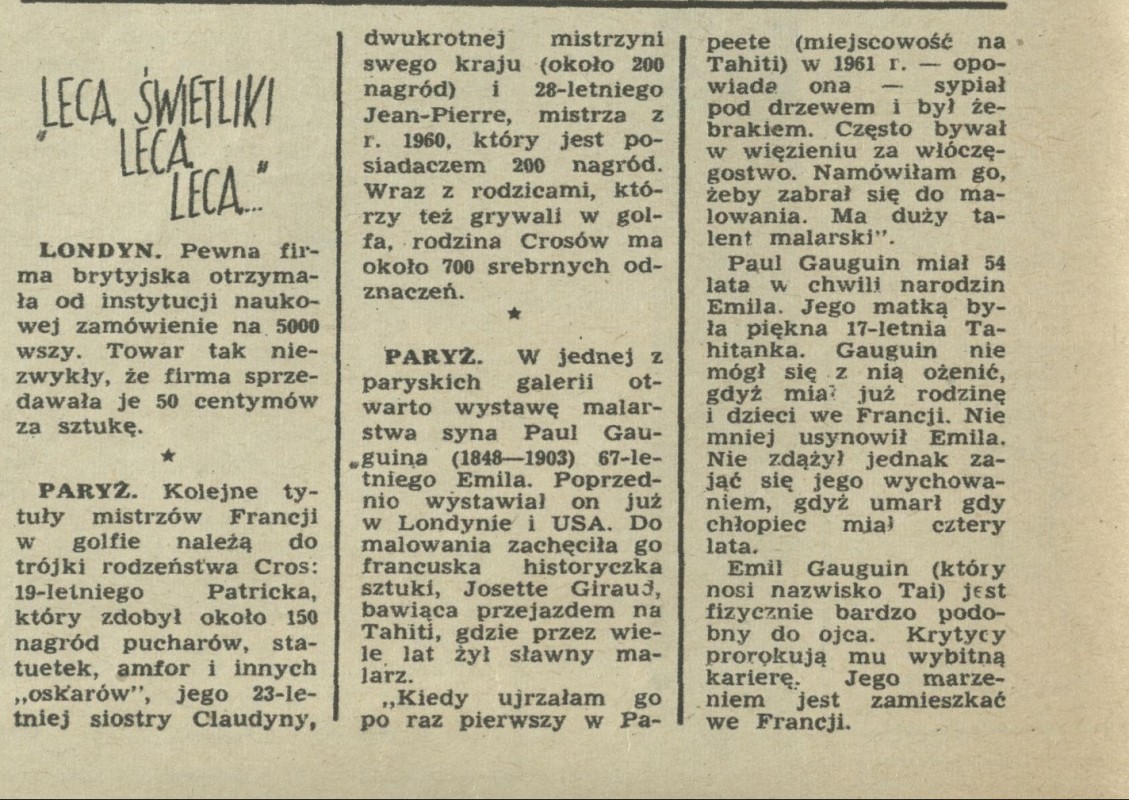 „LECĄ ŚWIETLIKI
LECĄ,
LECĄ..."
LONDYN. Pewna fir-
ma brytyjska otrzyma-
ła od instytucji nauko-
wej zamówienie na 5000
wszy. Towar tak nie-
zwykły, że firma sprze-
dawała je 50 centymów
za sztukę.
★
PARYŻ. Kolejne ty-
tuły mistrzów Francji
w golfie należą do
trójki rodzeństwa Cros:
19-letniego Patricka,
który zdobył około 150
nagród pucharów, sta-
tuetek, amfor i innych
„oskarów”, jego 23-le-
tniej siostry Claudyny,
dwukrotnej mistrzyni
swego kraju (około 200
nagród) i 28-letniego
Jean-Pierre, mistrza z
r. 1960, który jest po-
siadaczem 200 nagród.
Wraz z rodzicami, któ-
rzy też grywali w gol-
fa, rodzina Crosów ma
około 700 srebrnych od-
znaczeń.
★
PARYŻ. W jednej z
paryskich galerii ot-
warto wystawę malar-
stwa syna Paul Gau-
guina (1848—1903) 67-le-
tniego Emila. Poprzed-
nio wystawiał on już
w Londynie i USA. Do
malowania zachęciła go
francuska historyczka
sztuki, Josette Giraud,
bawiąca przejazdem na
Tahiti, gdzie przez wie-
le lat żył sławny ma-
larz.
„Kiedy ujrzałam go
po raz pierwszy w Pa-
peete (miejscowość na
Tahiti) w 1961 r. — opo-
wiada ona — sypiał
pod drzewem i był że-
brakiem. Często bywał
w więzieniu za włóczę-
gostwo. Namówiłam go,
żeby zabrał się do ma-
lowania. Ma duży ta-
lent malarski”.
Paul Gauguin miał 54
lata w chwili narodzin
Emila. Jego matką by-
ła piękna 17-letnia Ta-
hitanka. Gauguin nie
mógł się z nią ożenić,
gdyż miał już rodzinę
i dzieci we Francji. Nie
mniej usynowił Emila.
Nie zdążył jednak za-
jąć się jego wychowa-
niem, gdyż umarł gdy
chłopiec miał cztery
lata.
Emil Gauguin (który
nosi nazwisko Tai) jest
fizycznie bardzo podo-
bny do ojca. Krytycy
prorokują mu wybitną
karierę. Jego marze-
niem jest zamieszkać
we Francji.